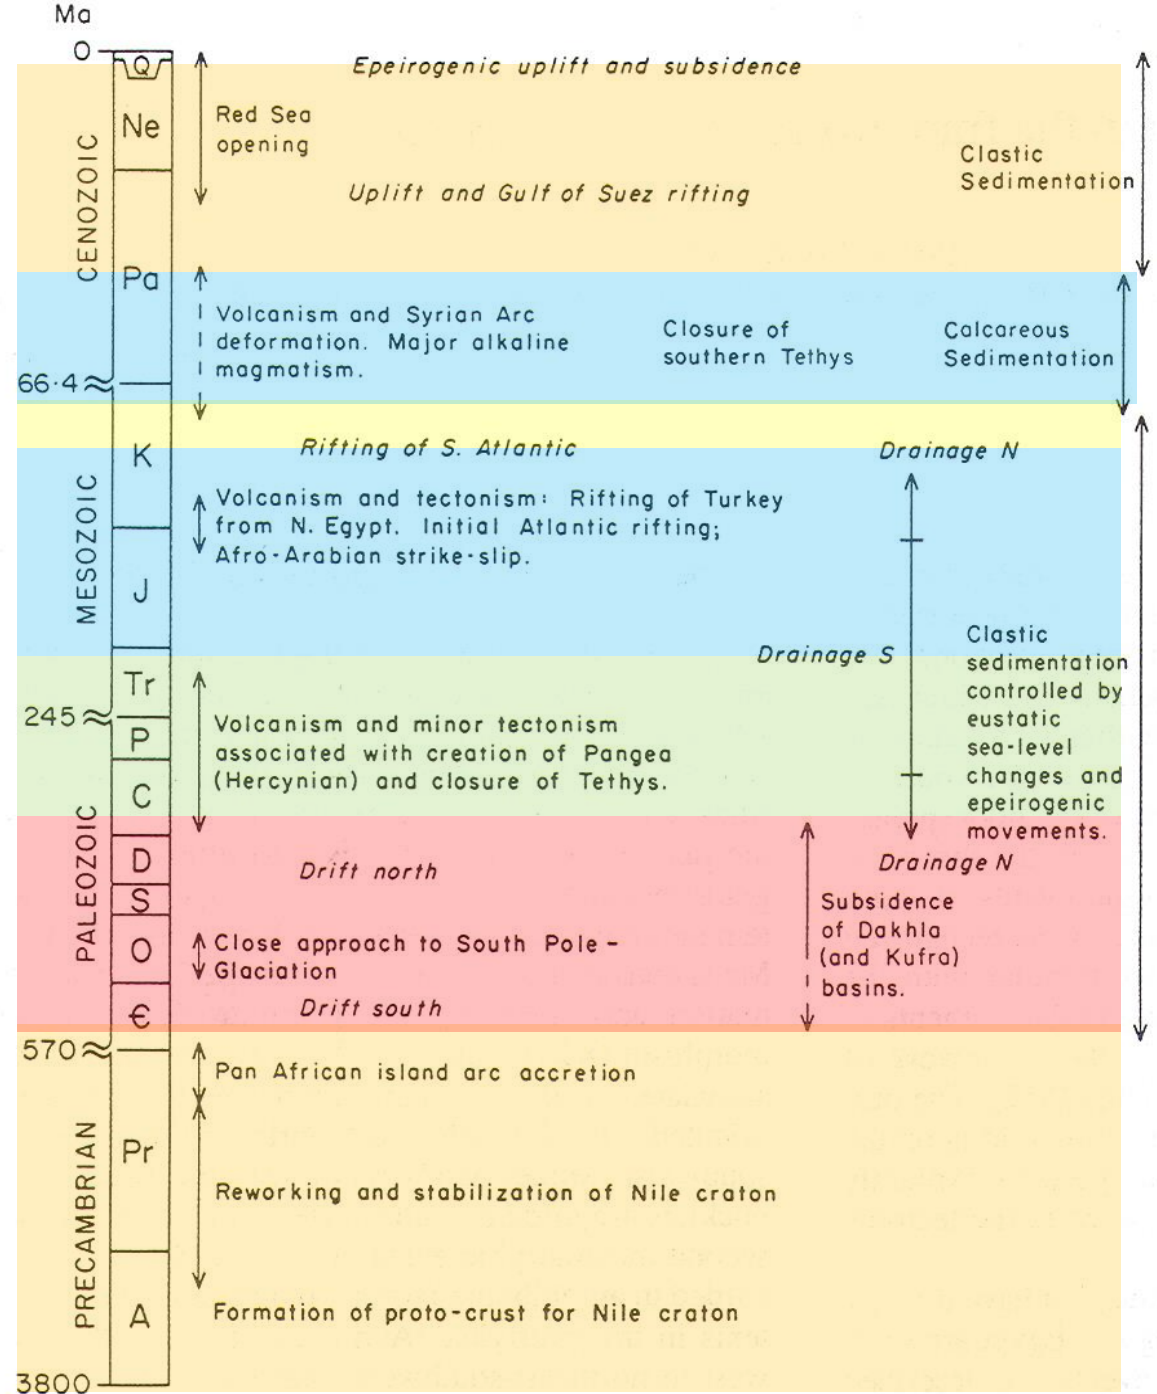 Ma
0
Q
Epeirogenic uplift and subsidence
Ne
Red Sea
opening
Clastic
Sedimentation
CENOZOIC
Uplift and Gulf of Suez rifting
Pa
Volcanism and Syrian Arc
deformation. Major alkaline
magmatism.
Closure of
southern Tethys
Calcareous
Sedimentation
66·4
K
Rifting of S. Atlantic
Drainage N
MESOZOIC
Volcanism and tectonism: Rifting of Turkey
from N. Egypt. Initial Atlantic rifting;
Afro-Arabian strike-slip.
J
Drainage S
Clastic
sedimentation
controlled by
eustatic
sea-level
changes and
epeirogenic
movements.
Tr
245
P
Volcanism and minor tectonism
associated with creation of Pangea
(Hercynian) and closure of Tethys.
C
PALEOZOIC
D
Drift north
Drainage N
S
Subsidence
of Dakhla
(and Kufra)
basins.
O
Close approach to South Pole -
Glaciation
Є
Drift south
570
Pan African island arc accretion
PRECAMBRIAN
Pr
Reworking and stabilization of Nile craton
A
Formation of proto-crust for Nile craton
3800